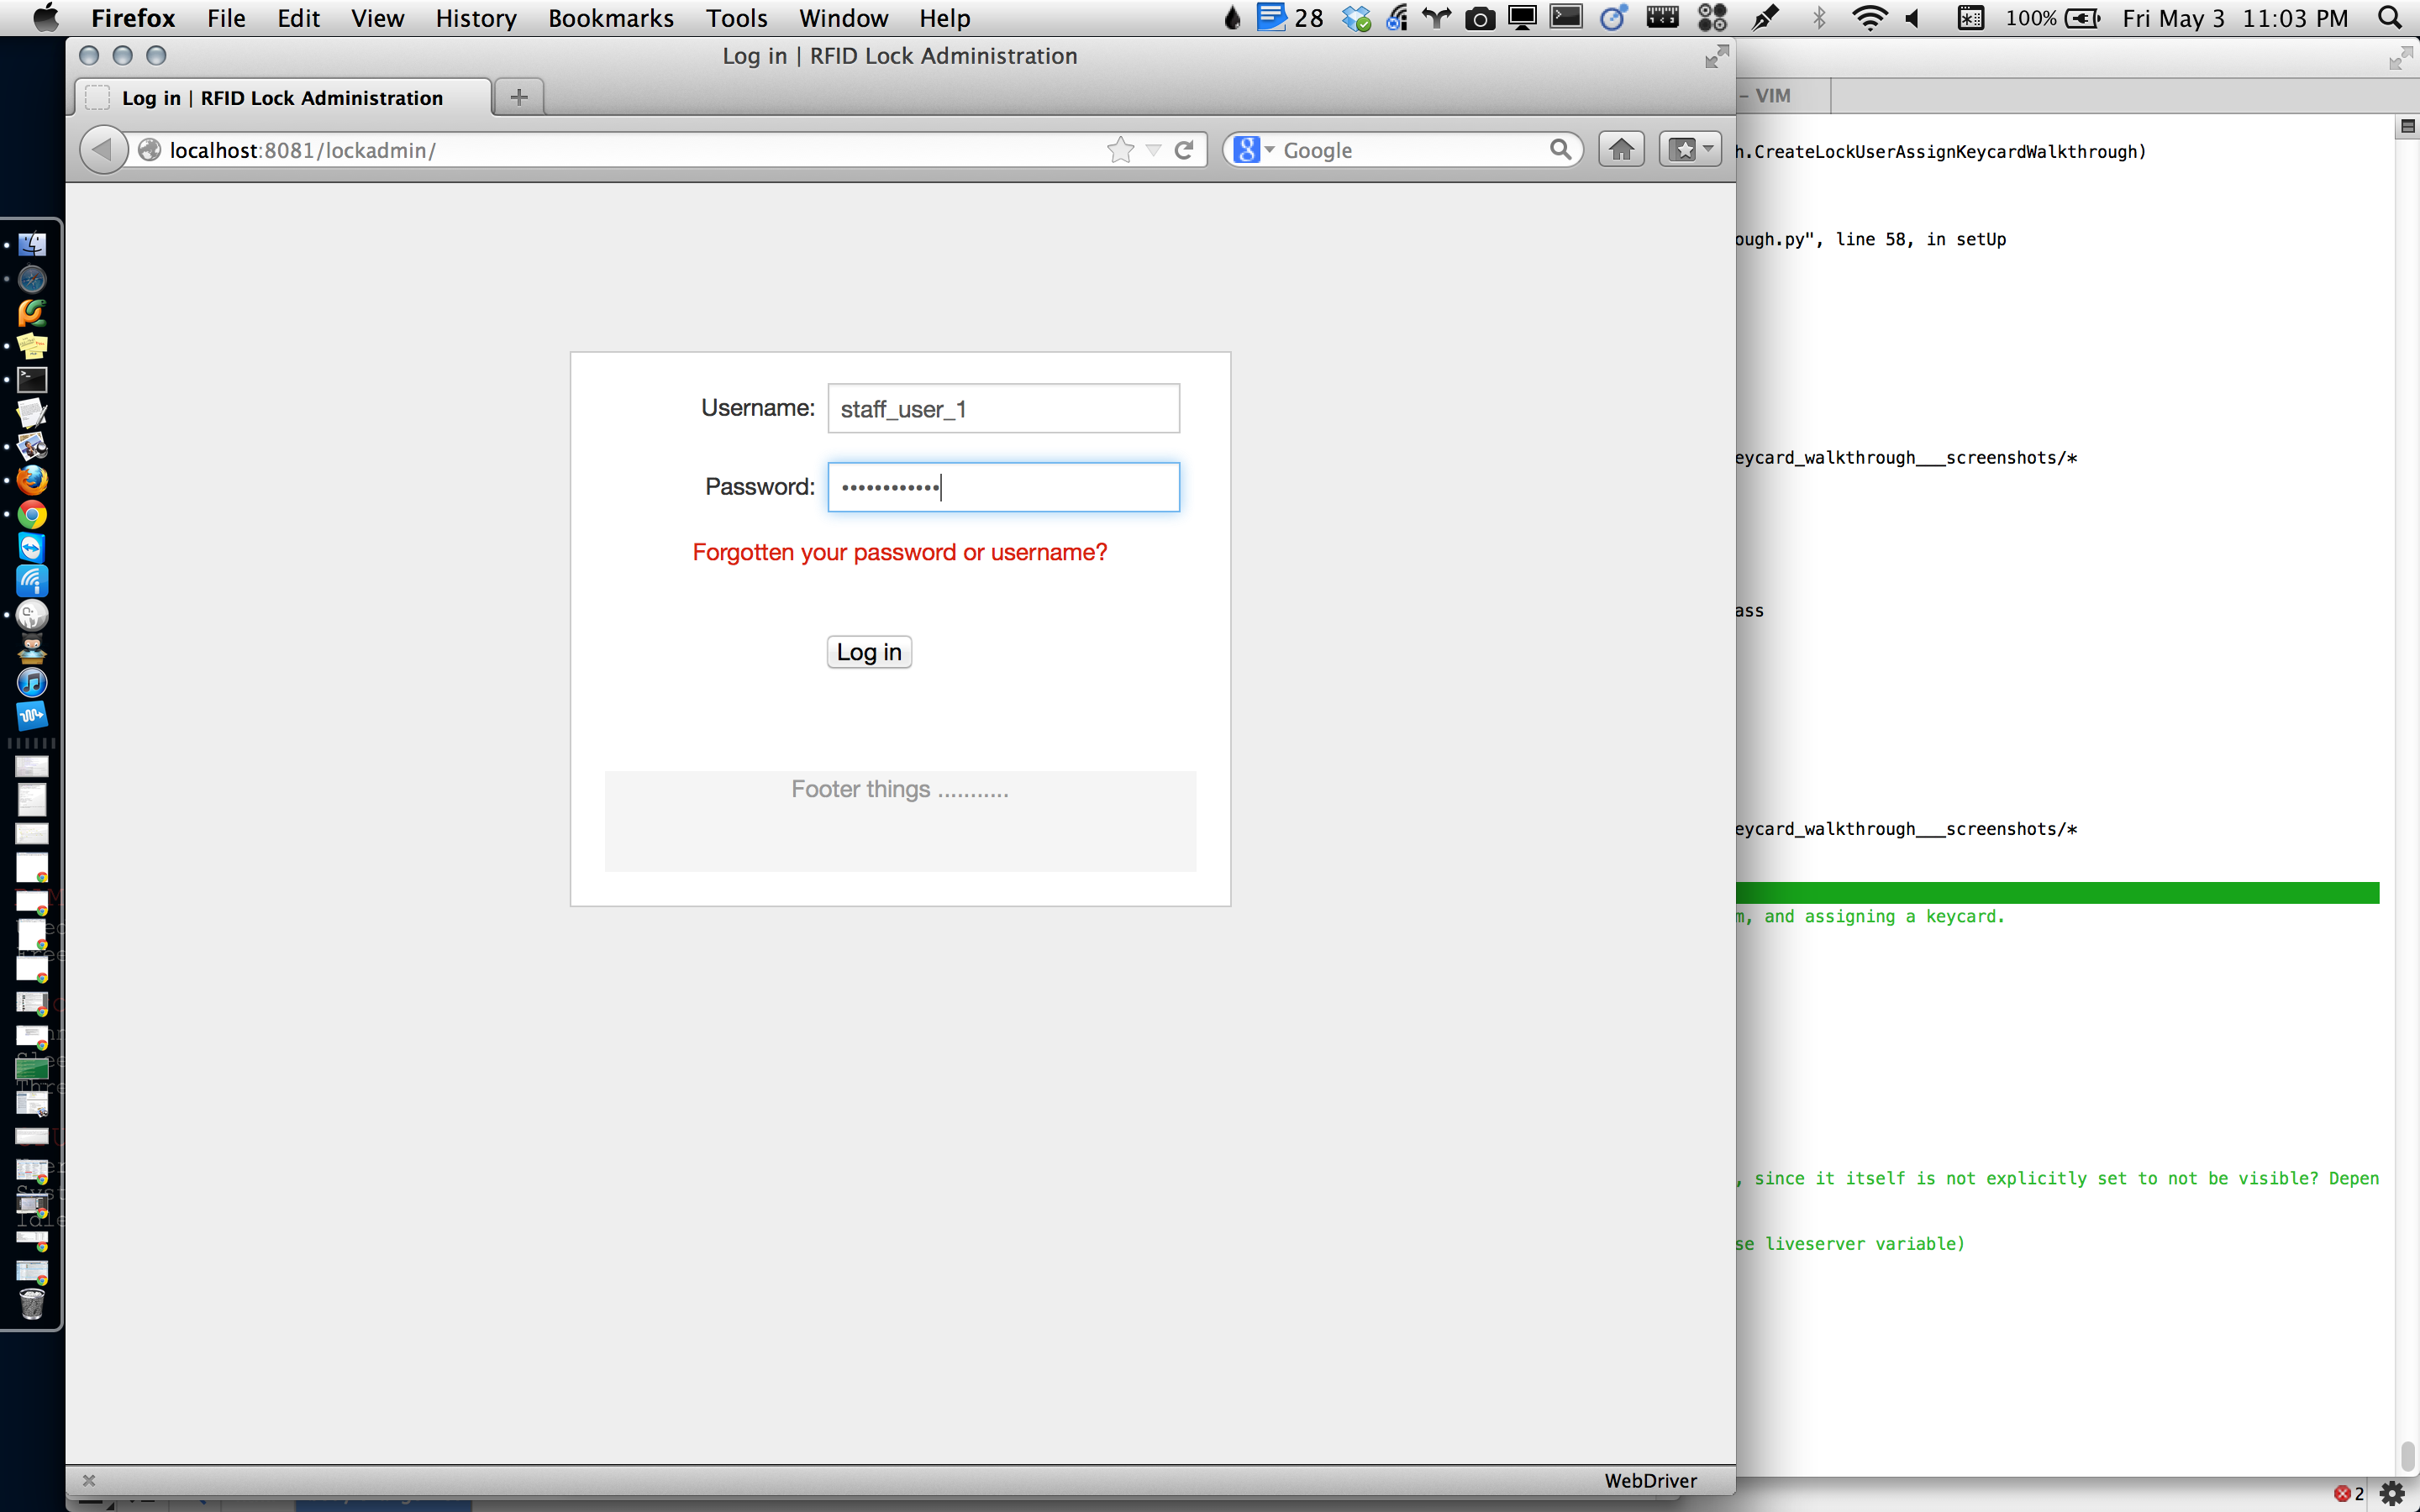 Firefox File Edit View History Bookmarks Tools Window Help 28 100% Fri May 3 11:03 PM
Log in | RFID Lock Administration
Log in | RFID Lock Administration
localhost:8081/lockadmin/
Google
Username: staff_user_1
Password: ••••••••••••
Forgotten your password or username?
Log in
Footer things ...........
WebDriver
– VIM
h.CreateLockUserAssignKeycardWalkthrough)
ough.py", line 58, in setUp
eycard_walkthrough___screenshots/*
ass
eycard_walkthrough___screenshots/*
m, and assigning a keycard.
, since it itself is not explicitly set to not be visible? Depen
se liveserver variable)
2